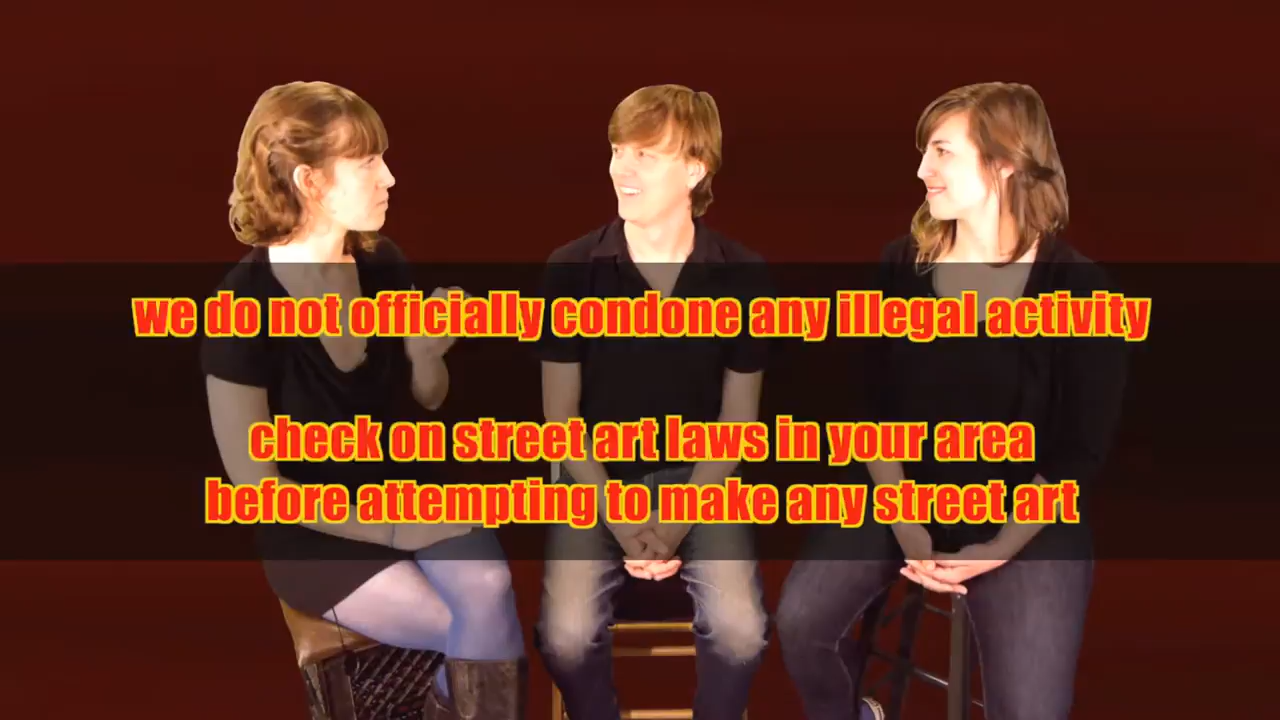 we do not officially condone any illegal activity
check on street art laws in your area
before attempting to make any street art